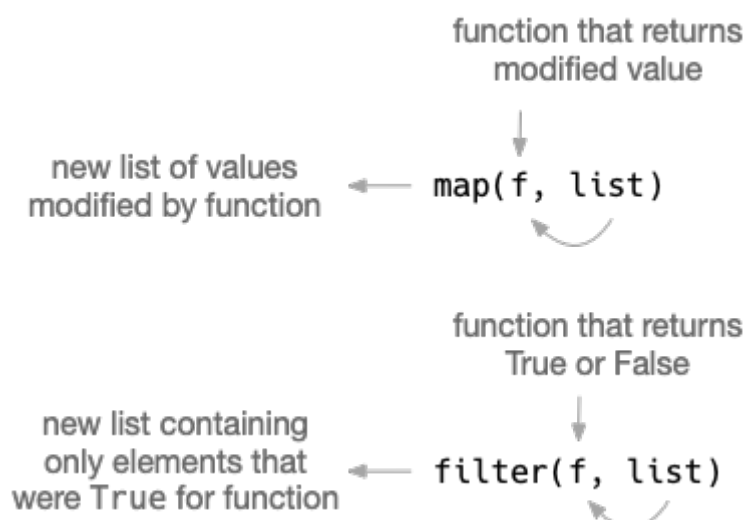 function that returns
modified value
new list of values
modified by function
map(f, list)
function that returns
True or False
new list containing
only elements that
were True for function
filter(f, list)